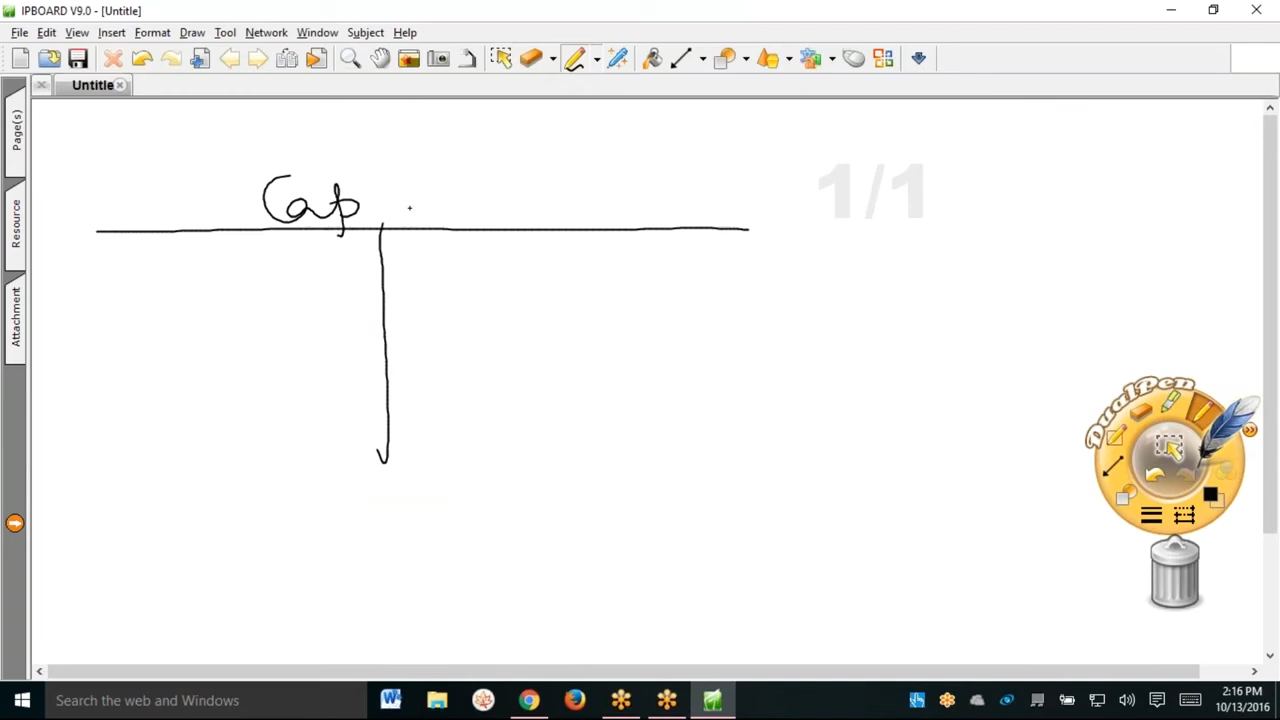 IPBOARD V9.0 - [Untitle]
File Edit View Insert Format Draw Tool Network Window Subject Help
Untitle
Page(s)
Resource
Attachment
1/1
Cap
DualPen
Search the web and Windows
2:16 PM
10/13/2016